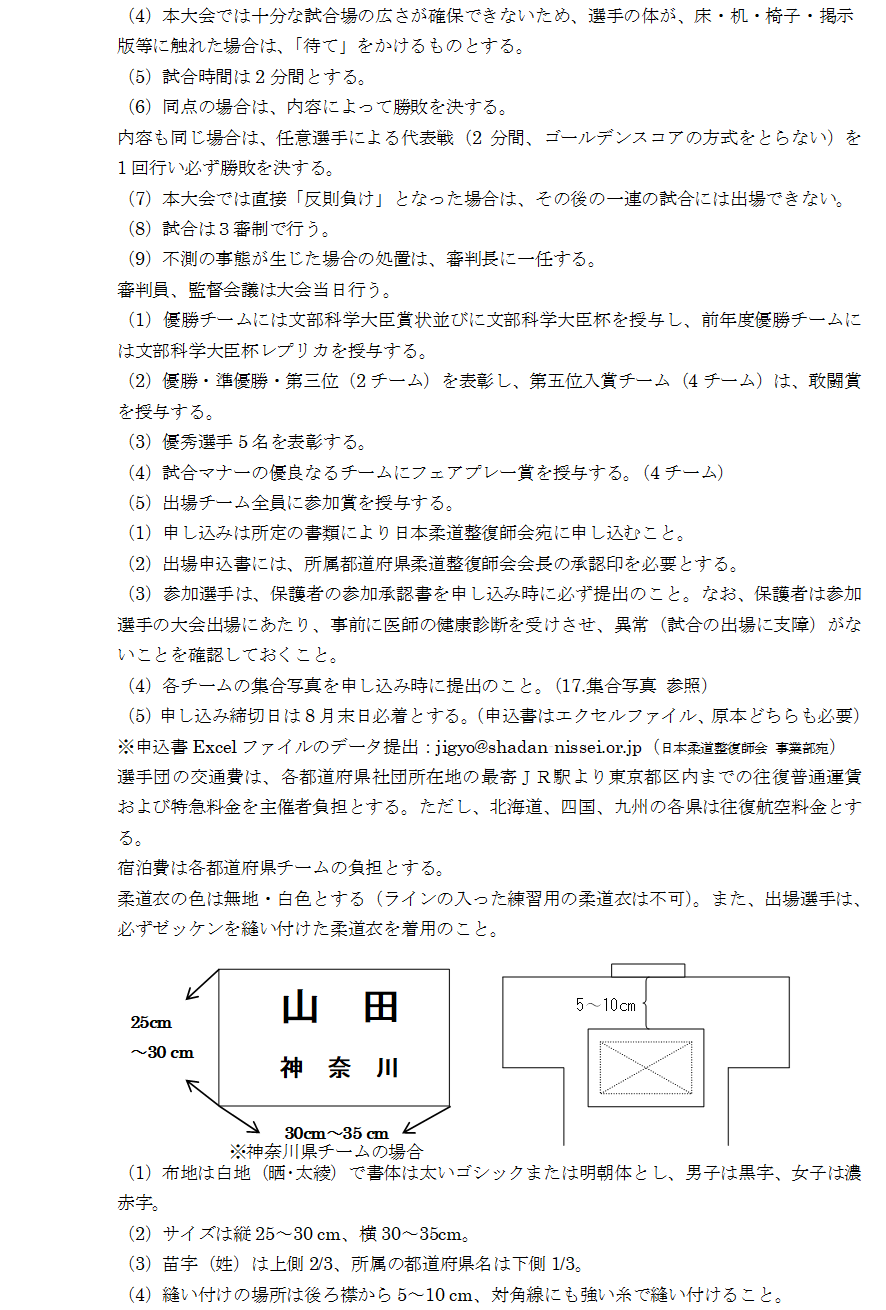 （4）本大会では十分な試合場の広さが確保できないため、選手の体が、床・机・椅子・掲示
版等に触れた場合は、「待て」をかけるものとする。
（5）試合時間は2分間とする。
（6）同点の場合は、内容によって勝敗を決する。
内容も同じ場合は、任意選手による代表戦（2 分間、ゴールデンスコアの方式をとらない）を
1回行い必ず勝敗を決する。
（7）本大会では直接「反則負け」となった場合は、その後の一連の試合には出場できない。
（8）試合は３審制で行う。
（9）不測の事態が生じた場合の処置は、審判長に一任する。
審判員、監督会議は大会当日行う。
（1）優勝チームには文部科学大臣賞状並びに文部科学大臣杯を授与し、前年度優勝チームに
は文部科学大臣杯レプリカを授与する。
（2）優勝・準優勝・第三位（2チーム）を表彰し、第五位入賞チーム（4チーム）は、敢闘賞
を授与する。
（3）優秀選手5名を表彰する。
（4）試合マナーの優良なるチームにフェアプレー賞を授与する。（4チーム）
（5）出場チーム全員に参加賞を授与する。
（1）申し込みは所定の書類により日本柔道整復師会宛に申し込むこと。
（2）出場申込書には、所属都道府県柔道整復師会会長の承認印を必要とする。
（3）参加選手は、保護者の参加承認書を申し込み時に必ず提出のこと。なお、保護者は参加
選手の大会出場にあたり、事前に医師の健康診断を受けさせ、異常（試合の出場に支障）がな
いことを確認しておくこと。
（4）各チームの集合写真を申し込み時に提出のこと。（17.集合写真 参照）
（5）申し込み締切日は８月末日必着とする。（申込書はエクセルファイル、原本どちらも必要）
※申込書 Excel ファイルのデータ提出：jigyo@shadan nissei.or.jp（日本柔道整復師会 事業部宛）
選手団の交通費は、各都道府県社団所在地の最寄ＪＲ駅より東京都区内までの往復普通運賃
および特急料金を主催者負担とする。ただし、北海道、四国、九州の各県は往復航空料金とす
る。
宿泊費は各都道府県チームの負担とする。
柔道衣の色は無地・白色とする（ラインの入った練習用の柔道衣は不可）。また、出場選手は、
必ずゼッケンを縫い付けた柔道衣を着用のこと。
山　田
神　奈　川
25cm
～30 cm
30cm～35 cm
5～10cm
※神奈川県チームの場合
（1）布地は白地（晒･太綾）で書体は太いゴシックまたは明朝体とし、男子は黒字、女子は濃
赤字。
（2）サイズは縦25～30 cm、横30～35cm。
（3）苗字（姓）は上側2/3、所属の都道府県名は下側1/3。
（4）縫い付けの場所は後ろ襟から5～10 cm、対角線にも強い糸で縫い付けること。